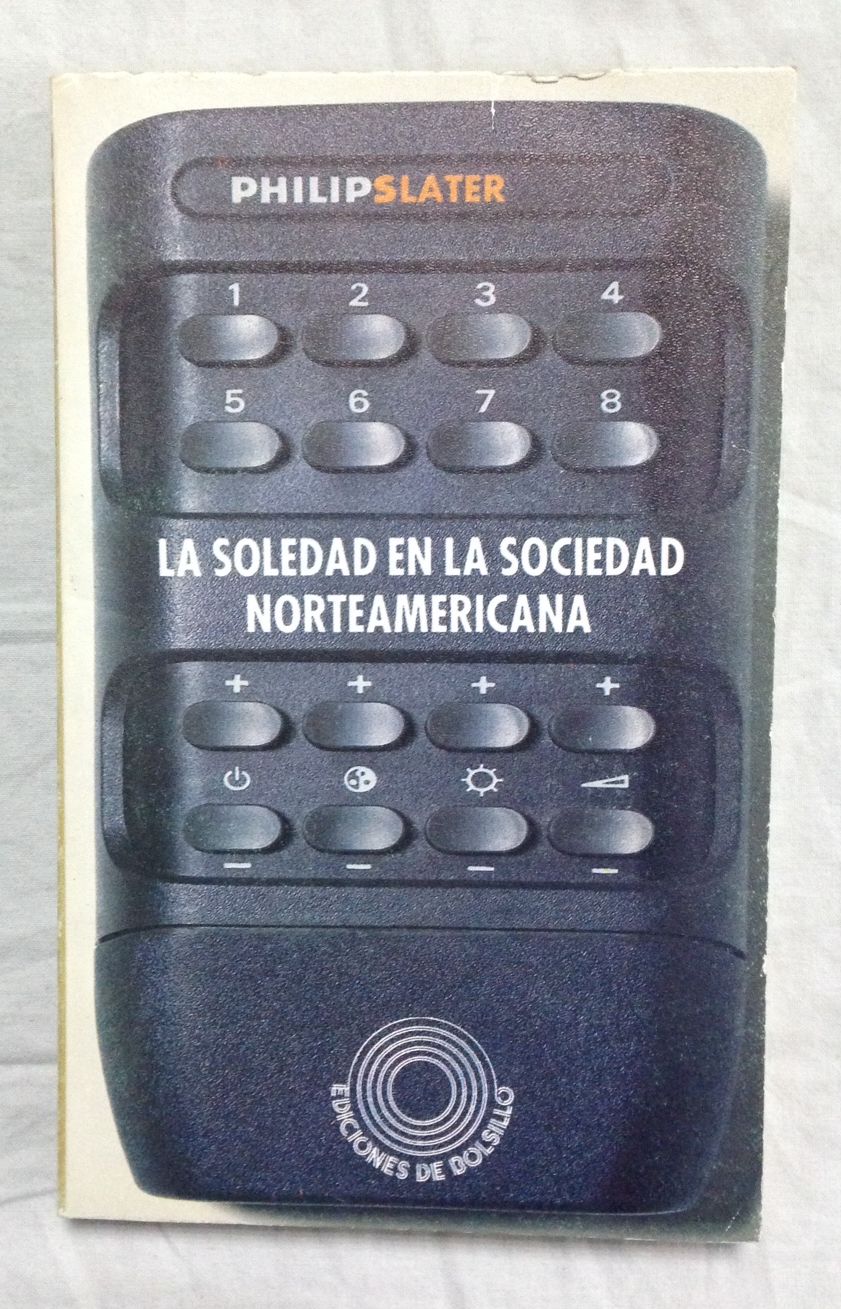 PHILIPSLATER
1 2 3 4
5 6 7 8
LA SOLEDAD EN LA SOCIEDAD
NORTEAMERICANA
+ + + +
− − − −
EDICIONES DE BOLSILLO